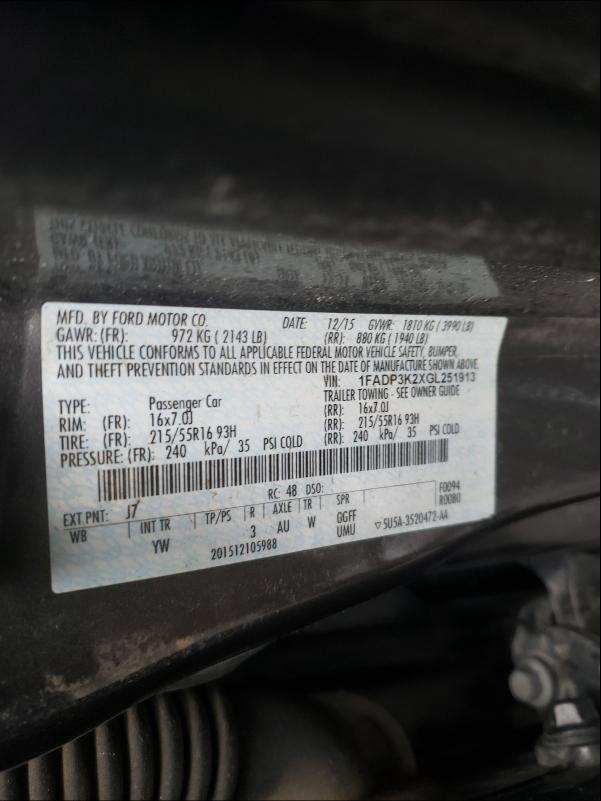 MFD. BY FORD MOTOR CO. DATE: 12/15 GVWR: 1810 KG ( 3990 LB)
GAWR: (FR): 972 KG ( 2143 LB) (RR): 880 KG ( 1940 LB)
THIS VEHICLE CONFORMS TO ALL APPLICABLE FEDERAL MOTOR VEHICLE SAFETY, BUMPER,
AND THEFT PREVENTION STANDARDS IN EFFECT ON THE DATE OF MANUFACTURE SHOWN ABOVE.
VIN: 1FADP3K2XGL251913
TYPE: Passenger Car TRAILER TOWING - SEE OWNER GUIDE
RIM: (FR): 16x7.0J (RR): 16x7.0J
TIRE: (FR): 215/55R16 93H (RR): 215/55R16 93H
PRESSURE: (FR): 240 kPa/ 35 PSI COLD (RR): 240 kPa/ 35 PSI COLD
EXT PNT: J7 RC: 48 DSO: F0094
WB INT TR TP/PS R AXLE TR SPR R0080
YW 3 AU W GGFF
UMU ▽ 5U5A-3520472-AA
201512105988